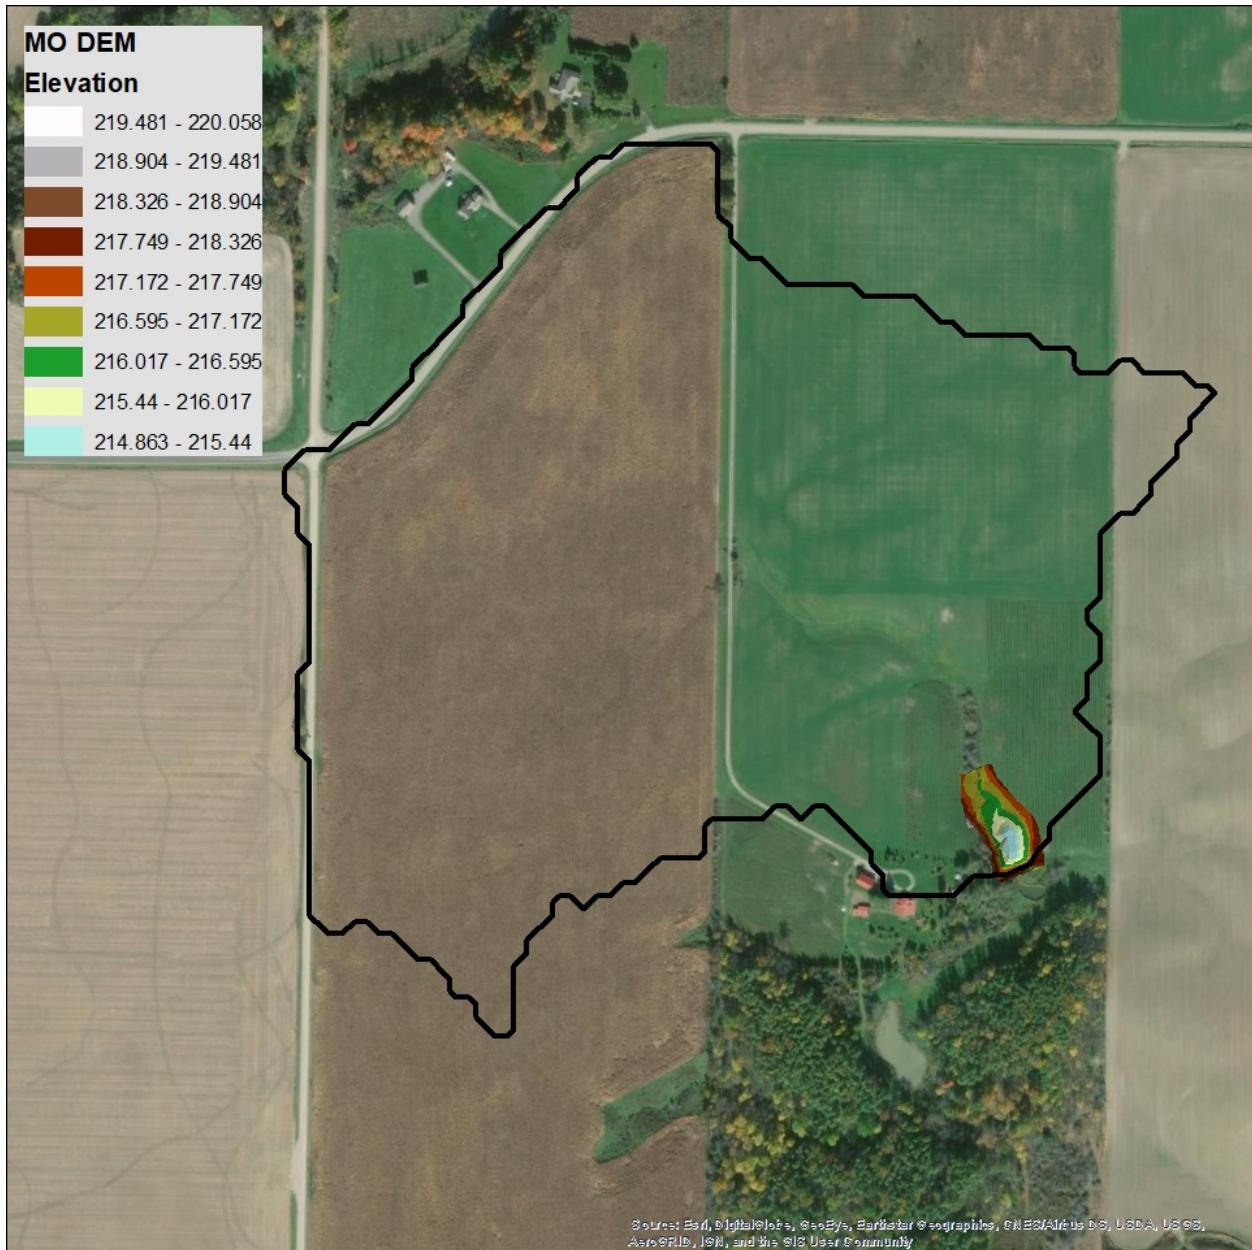 MO DEM
Elevation
219.481 - 220.058
218.904 - 219.481
218.326 - 218.904
217.749 - 218.326
217.172 - 217.749
216.595 - 217.172
216.017 - 216.595
215.44 - 216.017
214.863 - 215.44
Source: Esri, DigitalGlobe, GeoEye, Earthstar Geographics, CNES/Airbus DS, USDA, USGS,
AeroGRID, IGN, and the GIS User Community